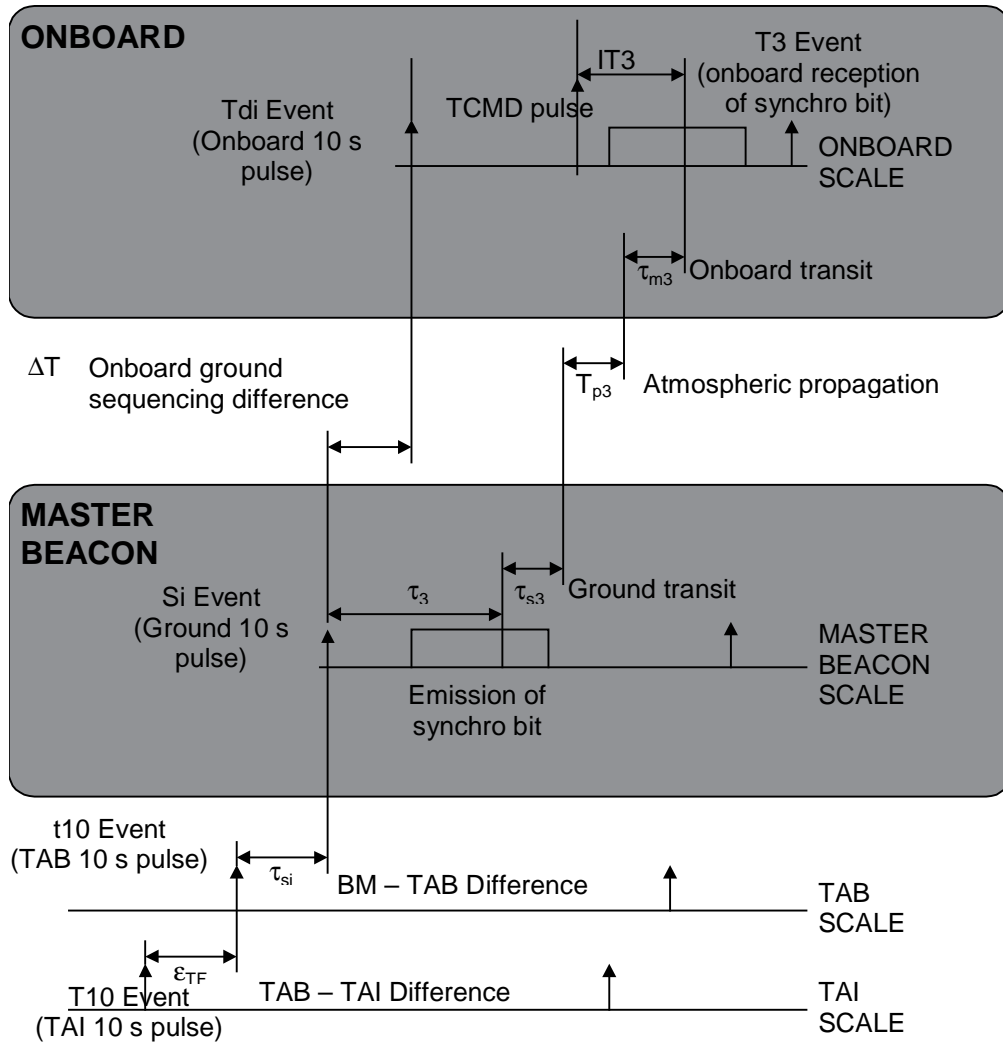 ONBOARD
IT3
T3 Event
(onboard reception
of synchro bit)
Tdi Event
(Onboard 10 s
pulse)
TCMD pulse
ONBOARD
SCALE
τm3
Onboard transit
ΔT Onboard ground
sequencing difference
Tp3
Atmospheric propagation
MASTER
BEACON
Si Event
(Ground 10 s
pulse)
τ3
τs3
Ground transit
MASTER
BEACON
SCALE
Emission of
synchro bit
t10 Event
(TAB 10 s pulse)
τsi
BM – TAB Difference
TAB
SCALE
εTF
T10 Event
(TAI 10 s pulse)
TAB – TAI Difference
TAI
SCALE